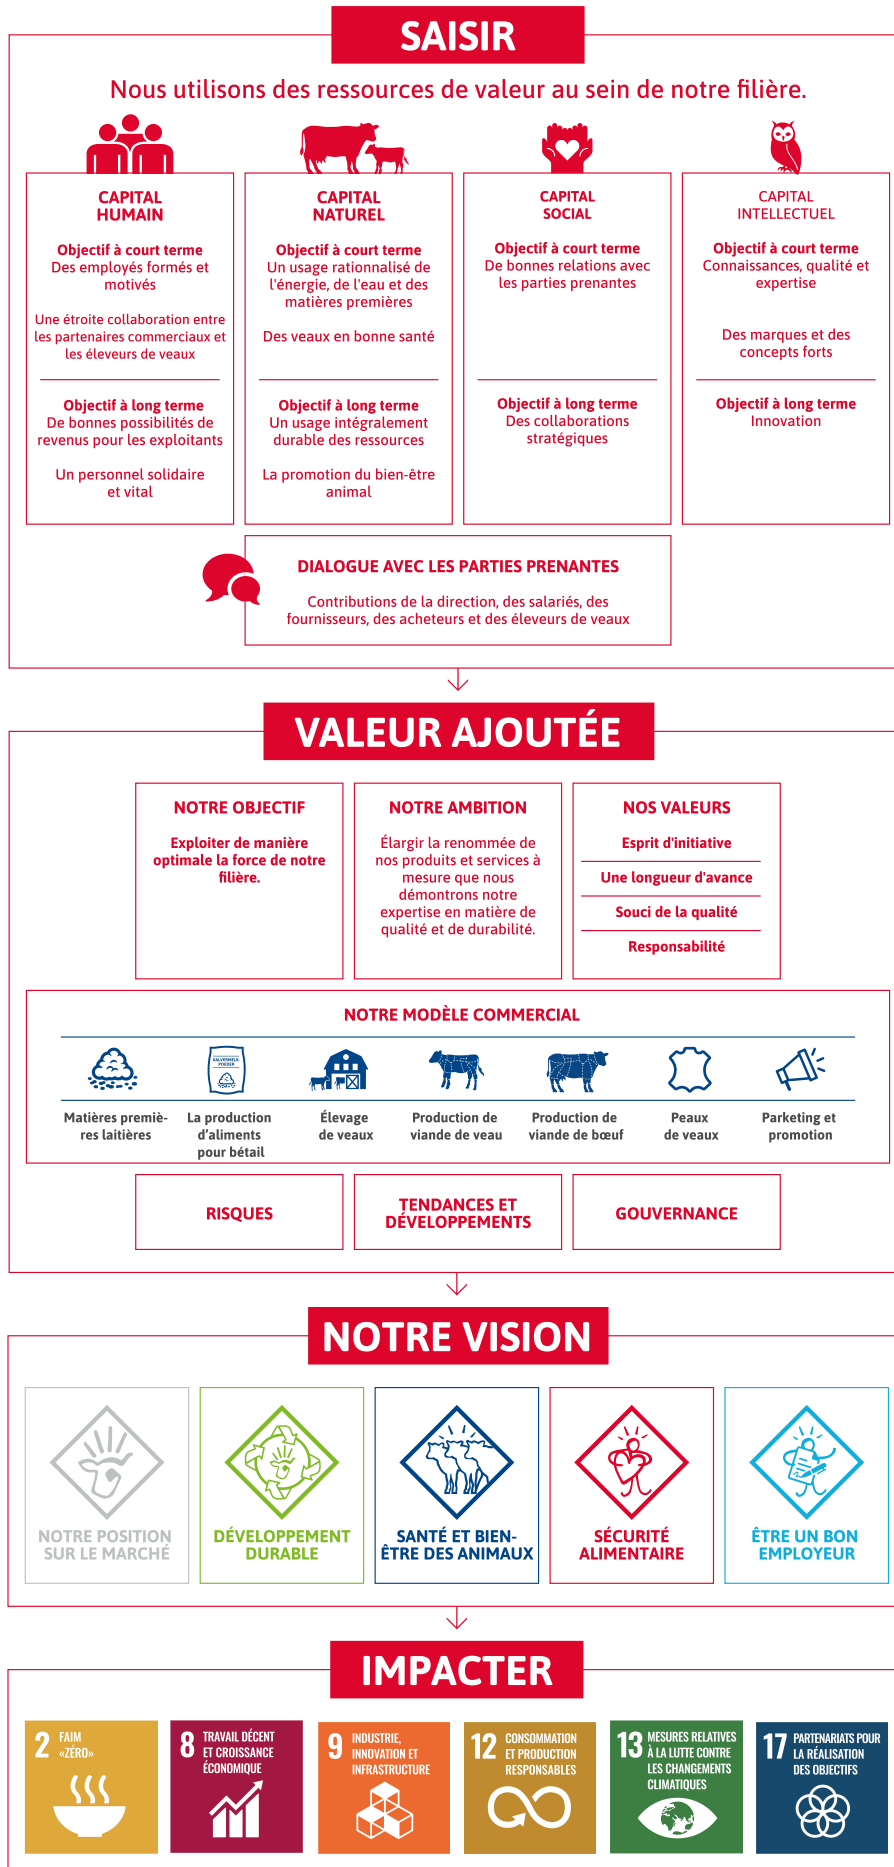 SAISIR
Nous utilisons des ressources de valeur au sein de notre filière.
CAPITAL
HUMAIN
Objectif à court terme
Des employés formés et
motivés
Une étroite collaboration entre
les partenaires commerciaux et
les éleveurs de veaux
Objectif à long terme
De bonnes possibilités de
revenus pour les exploitants
Un personnel solidaire
et vital
CAPITAL
NATUREL
Objectif à court terme
Un usage rationnalisé de
l'énergie, de l'eau et des
matières premières
Des veaux en bonne santé
Objectif à long terme
Un usage intégralement
durable des ressources
La promotion du bien-être
animal
CAPITAL
SOCIAL
Objectif à court terme
De bonnes relations avec
les parties prenantes
Objectif à long terme
Des collaborations
stratégiques
CAPITAL
INTELLECTUEL
Objectif à court terme
Connaissances, qualité et
expertise
Des marques et des
concepts forts
Objectif à long terme
Innovation
DIALOGUE AVEC LES PARTIES PRENANTES
Contributions de la direction, des salariés, des
fournisseurs, des acheteurs et des éleveurs de veaux
VALEUR AJOUTÉE
NOTRE OBJECTIF
Exploiter de manière
optimale la force de notre
filière.
NOTRE AMBITION
Élargir la renommée de
nos produits et services à
mesure que nous
démontrons notre
expertise en matière de
qualité et de durabilité.
NOS VALEURS
Esprit d'initiative
Une longueur d'avance
Souci de la qualité
Responsabilité
NOTRE MODÈLE COMMERCIAL
KALVERMELK
POEDER
Matières premiè-
res laitières
La production
d’aliments
pour bétail
Élevage
de veaux
Production de
viande de veau
Production de
viande de bœuf
Peaux
de veaux
Parketing et
promotion
RISQUES
TENDANCES ET
DÉVELOPPEMENTS
GOUVERNANCE
NOTRE VISION
NOTRE POSITION
SUR LE MARCHÉ
DÉVELOPPEMENT
DURABLE
SANTÉ ET BIEN-
ÊTRE DES ANIMAUX
SÉCURITÉ
ALIMENTAIRE
ÊTRE UN BON
EMPLOYEUR
IMPACTER
2 FAIM
«ZÉRO»
8 TRAVAIL DÉCENT
ET CROISSANCE
ÉCONOMIQUE
9 INDUSTRIE,
INNOVATION ET
INFRASTRUCTURE
12 CONSOMMATION
ET PRODUCTION
RESPONSABLES
13 MESURES RELATIVES
À LA LUTTE CONTRE
LES CHANGEMENTS
CLIMATIQUES
17 PARTENARIATS POUR
LA RÉALISATION
DES OBJECTIFS